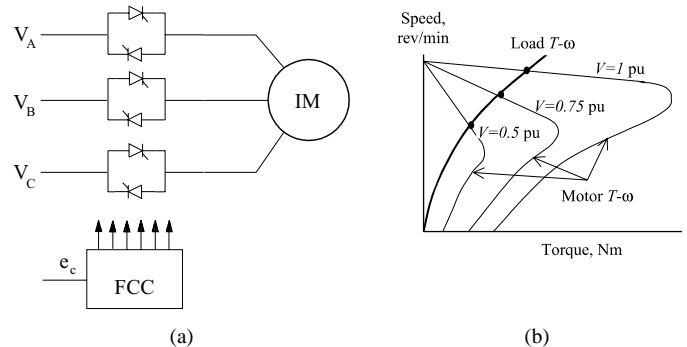 V_A
V_B
V_C
IM
e_c
FCC
(a)
Speed,
rev/min
Load T-ω
V=1 pu
V=0.75 pu
V=0.5 pu
Motor T-ω
Torque, Nm
(b)